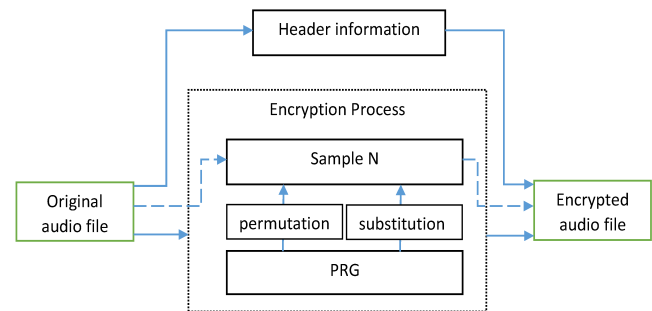 Header information
Encryption Process
Sample N
Original
audio file
permutation
substitution
Encrypted
audio file
PRG